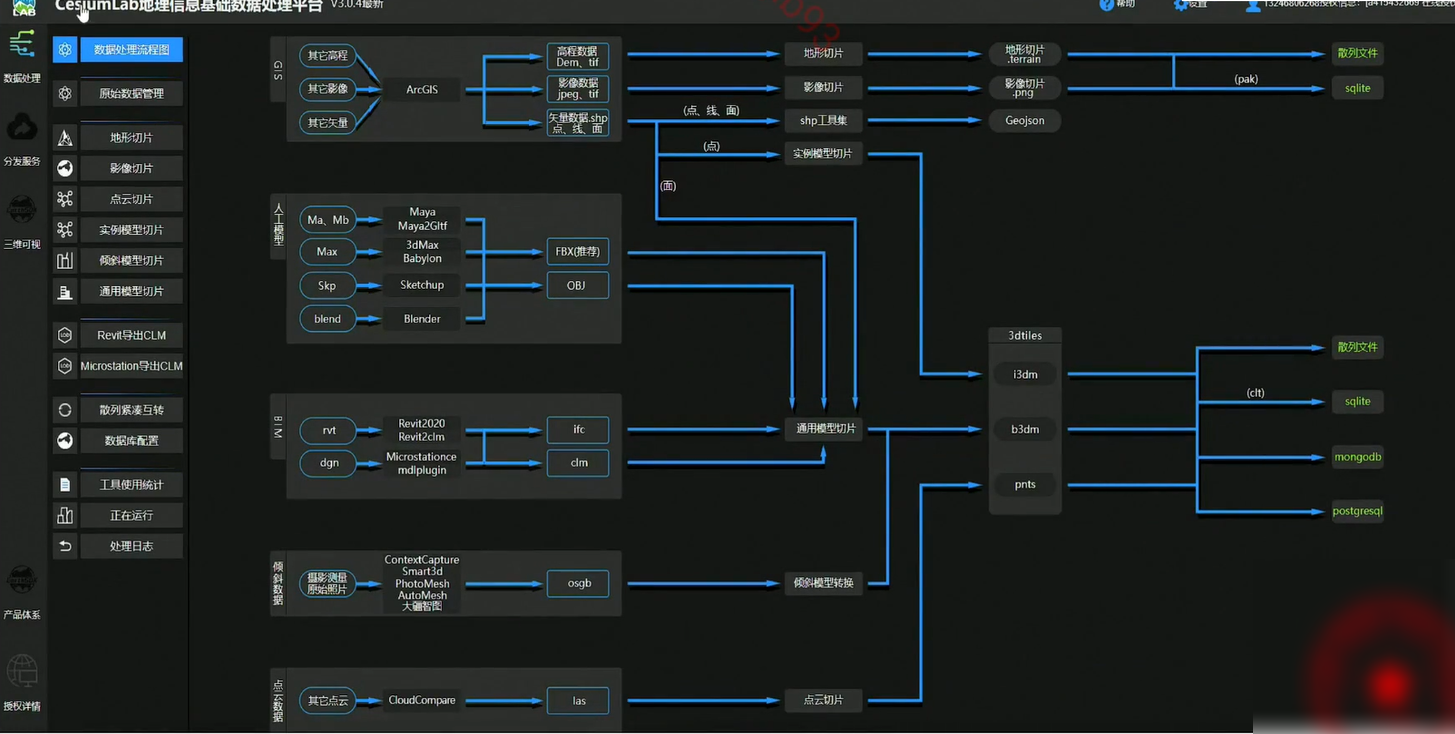 LAB
CesiumLab地理信息基础数据处理平台 V3.0.4最新
帮助
设置
数据处理
分发服务
三维可视
产品体系
授权详情
数据处理流程图
原始数据管理
地形切片
影像切片
点云切片
实例模型切片
倾斜模型切片
通用模型切片
Revit导出CLM
Microstation导出CLM
散列紧凑互转
数据库配置
工具使用统计
正在运行
处理日志
GIS
其它高程
其它影像
其它矢量
ArcGIS
高程数据
Dem、tif
影像数据
jpeg、tif
矢量数据.shp
点、线、面
地形切片
地形切片
.terrain
散列文件
影像切片
影像切片
.png
(pak)
sqlite
(点、线、面)
shp工具集
Geojson
(点)
实例模型切片
(面)
人工模型
Ma、Mb
Maya
Maya2Gltf
Max
3dMax
Babylon
FBX(推荐)
Skp
Sketchup
OBJ
blend
Blender
BIM
rvt
Revit2020
Revit2clm
ifc
dgn
Microstationce
mdlplugin
clm
通用模型切片
3dtiles
i3dm
b3dm
pnts
散列文件
(clt)
sqlite
mongodb
postgresql
倾斜数据
摄影测量
原始照片
ContextCapture
Smart3d
PhotoMesh
AutoMesh
大疆智图
osgb
倾斜模型转换
点云数据
其它点云
CloudCompare
las
点云切片